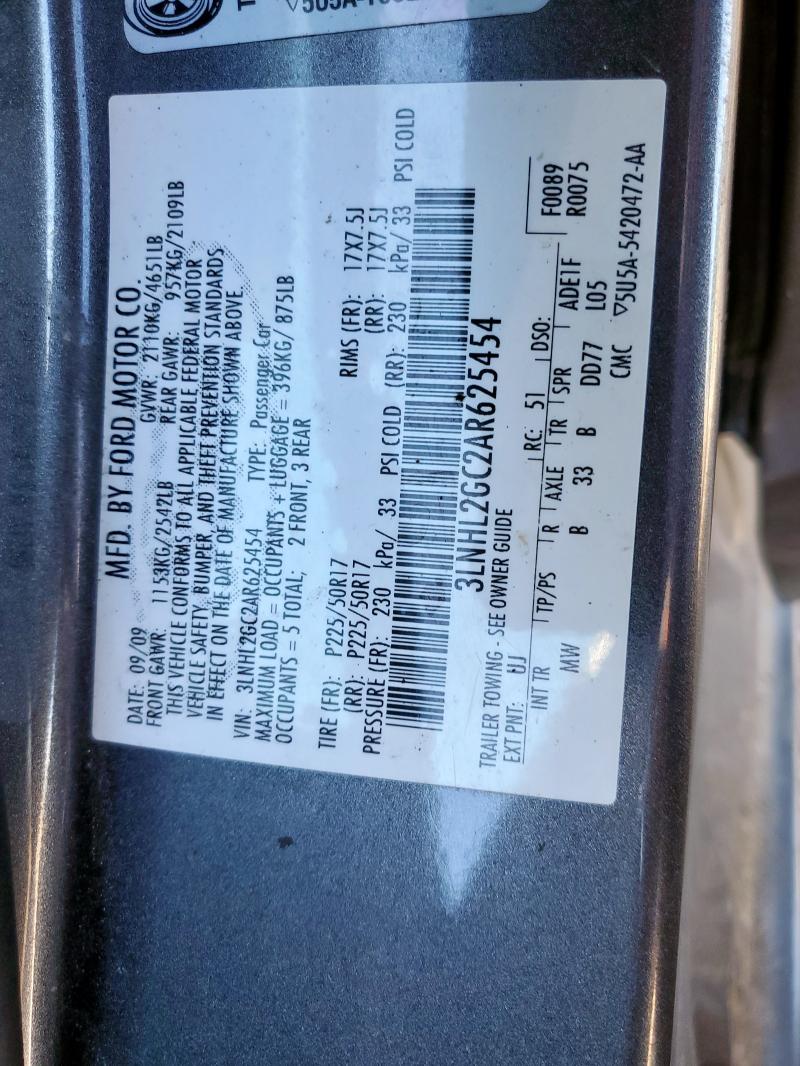 MFD. BY FORD MOTOR CO.
DATE: 09/09 GVWR: 2110KG/4651LB
FRONT GAWR: 1153KG/2542LB REAR GAWR: 957KG/2109LB
THIS VEHICLE CONFORMS TO ALL APPLICABLE FEDERAL MOTOR
VEHICLE SAFETY, BUMPER, AND THEFT PREVENTION STANDARDS
IN EFFECT ON THE DATE OF MANUFACTURE SHOWN ABOVE
VIN: 3LNHL2GC2AR625454 TYPE: Passenger Car
MAXIMUM LOAD = OCCUPANTS + LUGGAGE = 396KG/ 875LB
OCCUPANTS = 5 TOTAL; 2 FRONT, 3 REAR
TIRE (FR): P225/50R17 RIMS (FR): 17X7.5J
(RR): P225/50R17 (RR): 17X7.5J
PRESSURE (FR): 230 kPa/ 33 PSI COLD (RR): 230 kPa/ 33 PSI COLD
3LNHL2GC2AR625454
TRAILER TOWING - SEE OWNER GUIDE
EXT PNT: UJ RC: 51 DSO: F0089
INT TR TP/PS R AXLE TR SPR R0075
MW B 33 B DD77 ADE1F
CMC L05
▽5U5A-5420472-AA